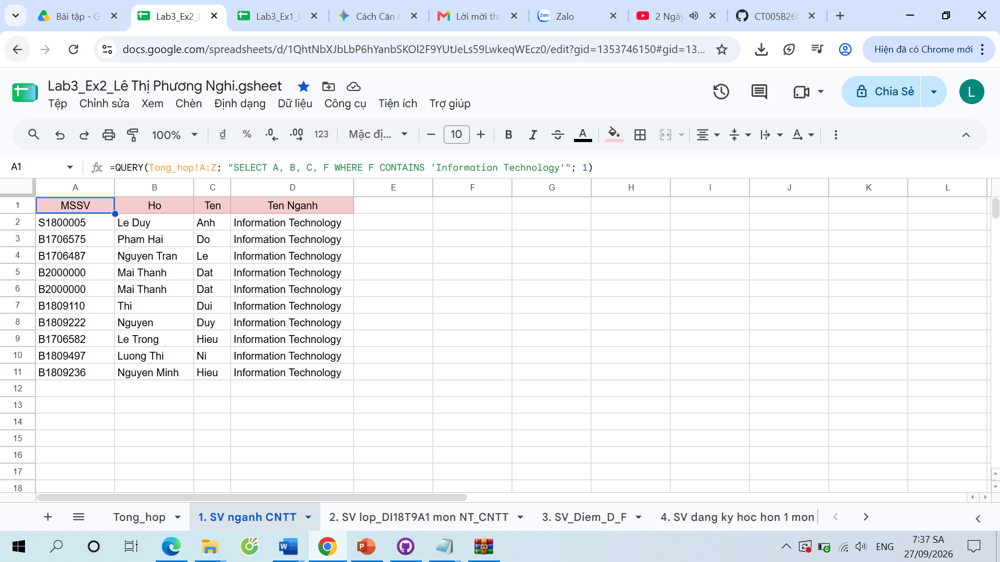 Bài tập - G
Lab3_Ex2_L
Lab3_Ex1_
Cách Căn
Lời mời tha
Zalo
Zalo
2 Ngày
CT005B260
docs.google.com/spreadsheets/d/1QhtNbXJbLbP6hYanbSKOl2F9YUtJeLs59LwkeqWEcz0/edit?gid=1353746150#gid=13...
Hiện đã có Chrome mới
Lab3_Ex2_Lê Thị Phương Nghi.gsheet
Tệp Chỉnh sửa Xem Chèn Định dạng Dữ liệu Công cụ Tiện ích Trợ giúp
Chia Sẻ
L
100% đ % .0 .00 123 Mặc đị... 10 B I A
A1
=QUERY(Tong_hop!A:Z; "SELECT A, B, C, F WHERE F CONTAINS 'Information Technology'"; 1)
A B C D E F G H I J K L
1 MSSV Ho Ten Ten Nganh
2 S1800005 Le Duy Anh Information Technology
3 B1706575 Pham Hai Do Information Technology
4 B1706487 Nguyen Tran Le Information Technology
5 B2000000 Mai Thanh Dat Information Technology
6 B2000000 Mai Thanh Dat Information Technology
7 B1809110 Thi Dui Information Technology
8 B1809222 Nguyen Duy Information Technology
9 B1706582 Le Trong Hieu Information Technology
10 B1809497 Luong Thi Ni Information Technology
11 B1809236 Nguyen Minh Hieu Information Technology
12
13
14
15
16
17
18
Tong_hop
1. SV nganh CNTT
2. SV lop_DI18T9A1 mon NT_CNTT
3. SV_Diem_D_F
4. SV dang ky hoc hon 1 mon
ENG
7:37 SA
27/09/2026